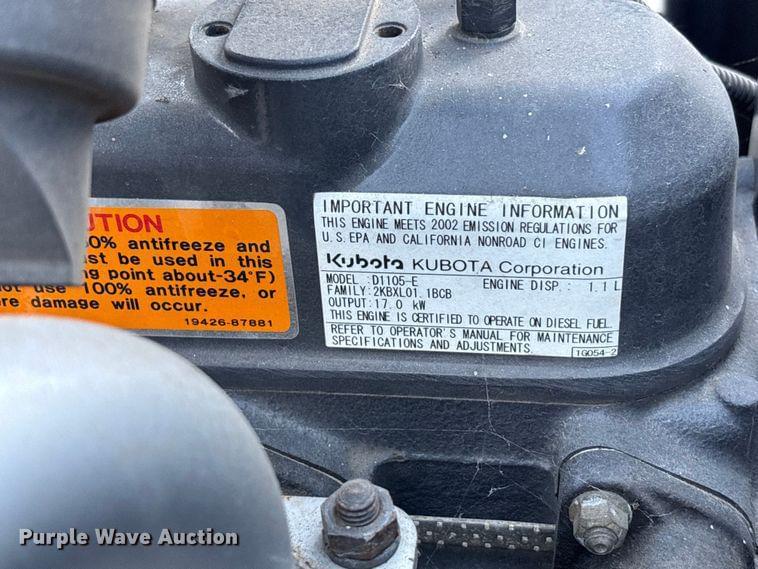 UTION
0% antifreeze and
ust be used in this
ng point about-34°F)
ot use 100% antifreeze, or
re damage will occur.
19426-87881
IMPORTANT ENGINE INFORMATION
THIS ENGINE MEETS 2002 EMISSION REGULATIONS FOR
U.S.EPA AND CALIFORNIA NONROAD CI ENGINES.
Kubota KUBOTA Corporation
MODEL :D1105-E ENGINE DISP. : 1.1 L
FAMILY:2KBXL01.1BCB
OUTPUT:17.0 kW
THIS ENGINE IS CERTIFIED TO OPERATE ON DIESEL FUEL.
REFER TO OPERATOR'S MANUAL FOR MAINTENANCE
SPECIFICATIONS AND ADJUSTMENTS.
1G054-2
Purple Wave Auction